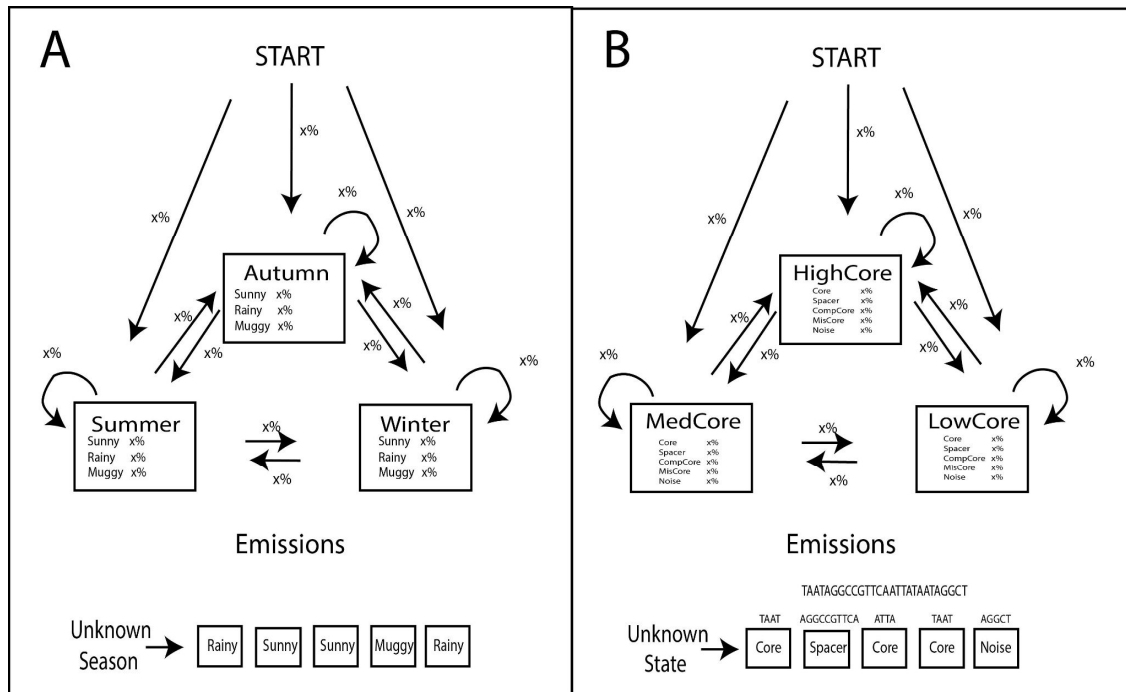 A
START
x%
x%
x%
x%
Autumn
Sunny x%
Rainy x%
Muggy x%
x%
x%
x%
x%
x%
x%
Summer
Sunny x%
Rainy x%
Muggy x%
x%
x%
Winter
Sunny x%
Rainy x%
Muggy x%
Emissions
Unknown
Season
Rainy
Sunny
Sunny
Muggy
Rainy
B
START
x%
x%
x%
x%
HighCore
Core x%
Spacer x%
CompCore x%
MisCore x%
Noise x%
x%
x%
x%
x%
x%
x%
MedCore
Core x%
Spacer x%
CompCore x%
MisCore x%
Noise x%
x%
x%
LowCore
Core x%
Spacer x%
CompCore x%
MisCore x%
Noise x%
Emissions
TAATAGGCCGTTCAATTATAATAGGCT
TAAT AGGCCGTTCA ATTA TAAT AGGCT
Unknown
State
Core
Spacer
Core
Core
Noise